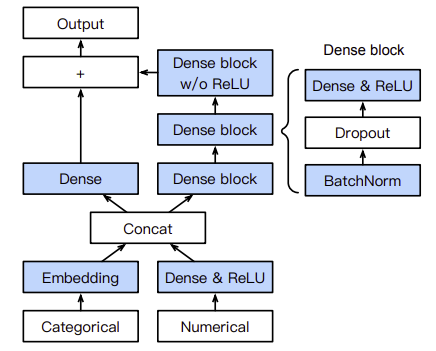 Output
+
Dense block
w/o ReLU
Dense block
Dense
Dense block
Concat
Embedding
Dense & ReLU
Categorical
Numerical
Dense block
Dense & ReLU
Dropout
BatchNorm